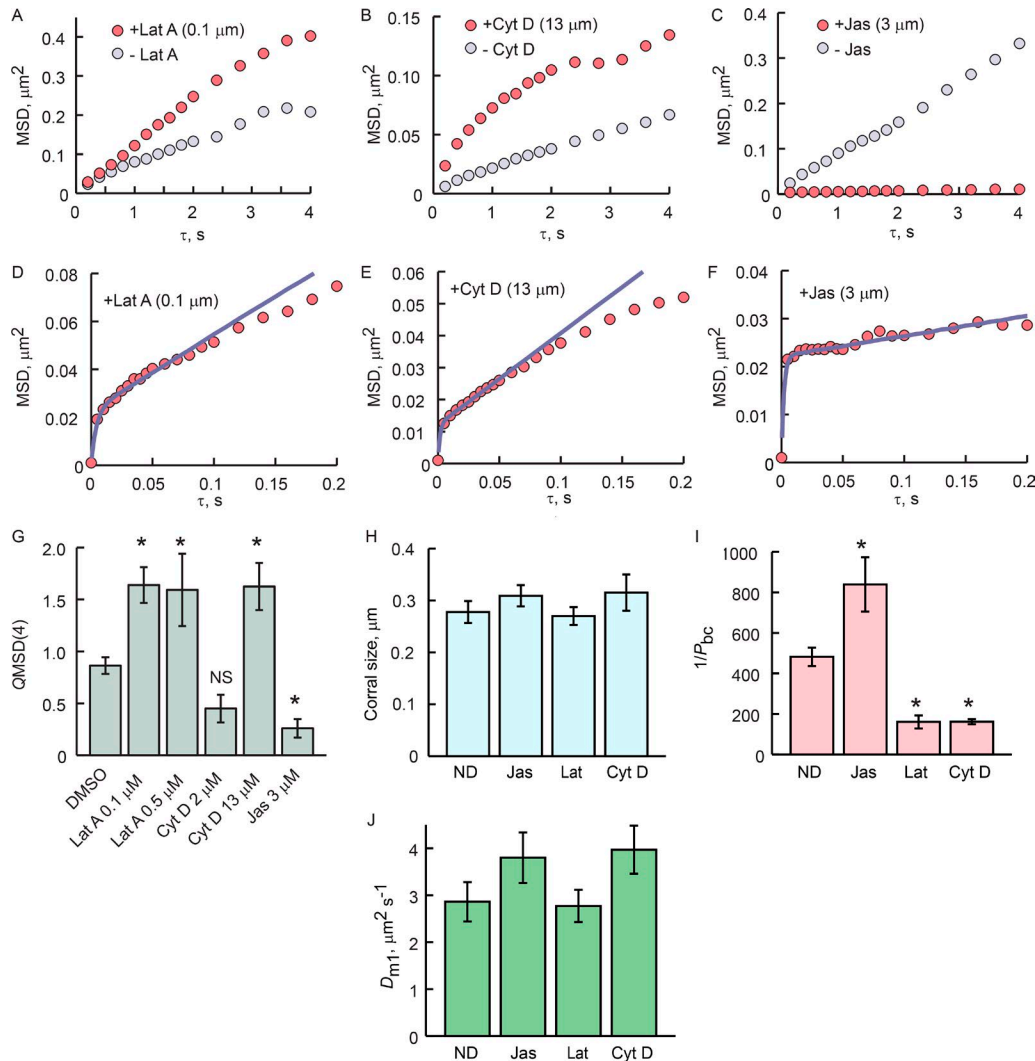 A
+Lat A (0.1 μm)
- Lat A
MSD, μm2
0.4
0.3
0.2
0.1
0
0 1 2 3 4
τ, s
B
+Cyt D (13 μm)
- Cyt D
MSD, μm2
0.15
0.10
0.05
0
0 1 2 3 4
τ, s
C
+Jas (3 μm)
- Jas
MSD, μm2
0.4
0.3
0.2
0.1
0
0 1 2 3 4
τ, s
D
+Lat A (0.1 μm)
MSD, μm2
0.08
0.06
0.04
0.02
0
0 0.05 0.1 0.15 0.2
τ, s
E
+Cyt D (13 μm)
MSD, μm2
0.06
0.05
0.04
0.03
0.02
0.01
0
0 0.05 0.1 0.15 0.2
τ, s
F
+Jas (3 μm)
MSD, μm2
0.04
0.03
0.02
0.01
0
0 0.05 0.1 0.15 0.2
τ, s
G
QMSD(4)
2.0
1.5
1.0
0.5
0
* * NS * *
DMSO
Lat A 0.1 μM
Lat A 0.5 μM
Cyt D 2 μM
Cyt D 13 μM
Jas 3 μM
H
Corral size, μm
0.4
0.3
0.2
0.1
0
ND Jas Lat Cyt D
I
1/Pbc
1000
800
600
400
200
0
* * *
ND Jas Lat Cyt D
J
Dm1, μm2 s-1
4
3
2
1
0
ND Jas Lat Cyt D